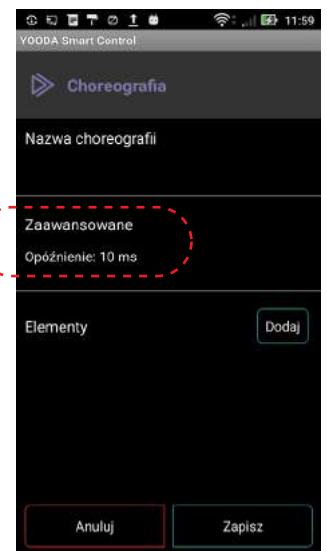 11:59
YOODA Smart Control
Choreografia
Nazwa choreografii
Zaawansowane
Opóźnienie: 10 ms
Elementy
Dodaj
Anuluj
Zapisz